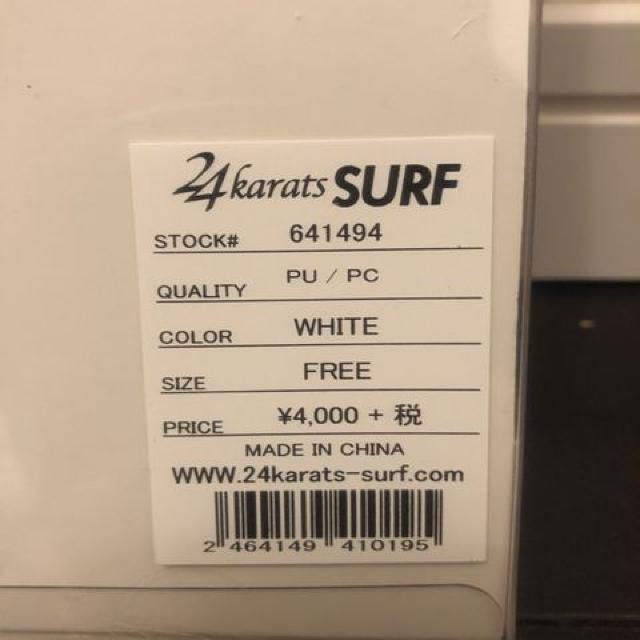 24karats SURF
STOCK# 641494
QUALITY PU / PC
COLOR WHITE
SIZE FREE
PRICE ¥4,000 + 税
MADE IN CHINA
WWW.24karats-surf.com
2 464149 410195